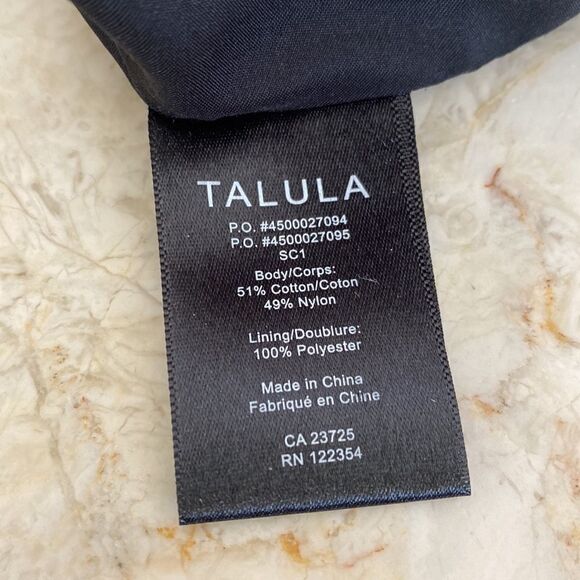 TALULA
P.O. #4500027094
P.O. #4500027095
SC1
Body/Corps:
51% Cotton/Coton
49% Nylon
Lining/Doublure:
100% Polyester
Made in China
Fabriqué en Chine
CA 23725
RN 122354